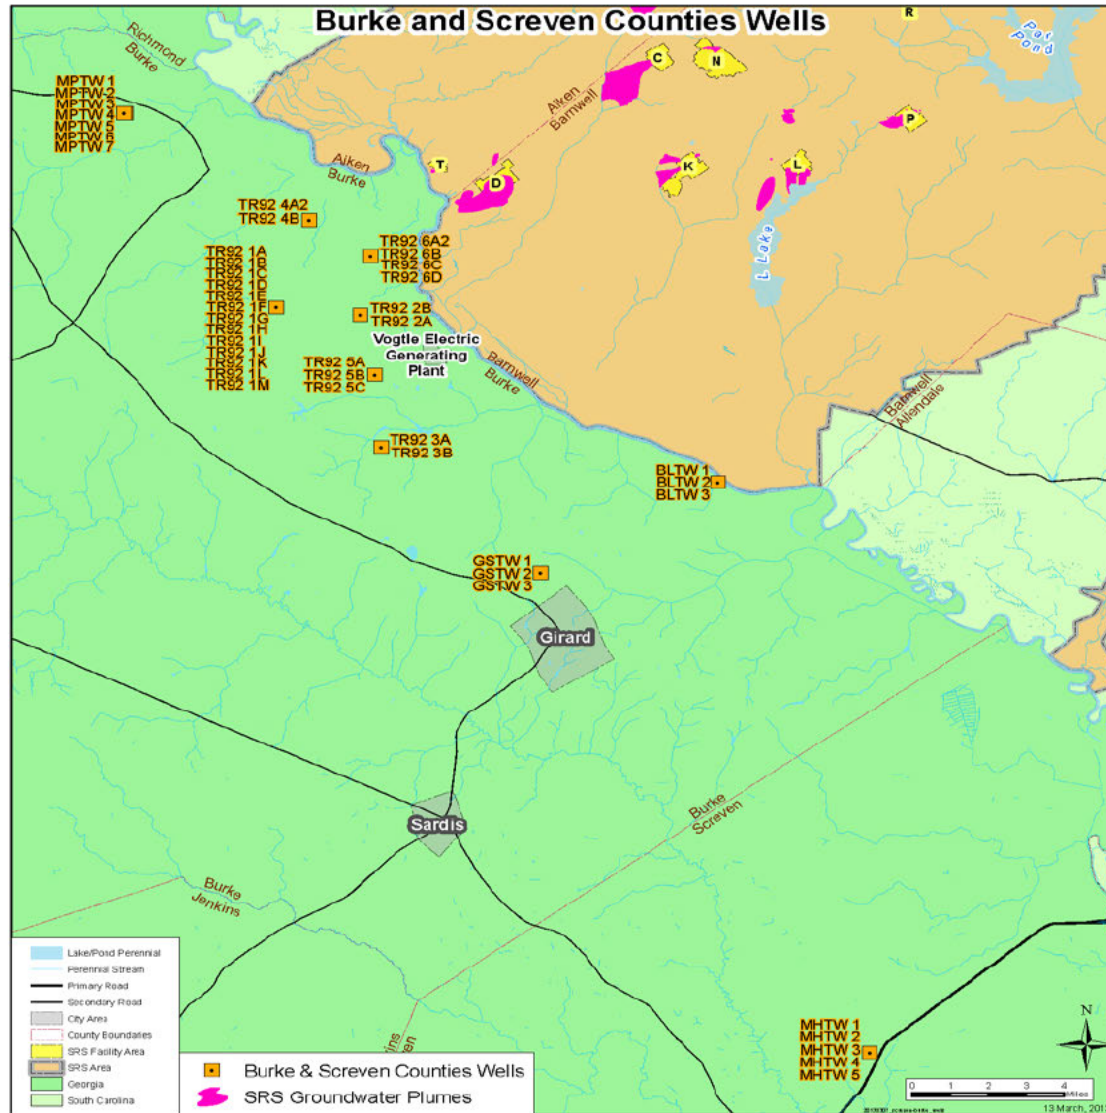 Burke and Screven Counties Wells
Richmond
Burke
R
Par
Pond
C
N
Aiken
Barnwell
P
MPTW 1
MPTW 2
MPTW 3
MPTW 4
MPTW 5
MPTW 6
MPTW 7
Aiken
Burke
T
D
K
L
L Lake
TR92 4A2
TR92 4B
TR92 6A2
TR92 6B
TR92 6C
TR92 6D
TR92 1A
TR92 1B
TR92 1C
TR92 1D
TR92 1E
TR92 1F
TR92 1G
TR92 1H
TR92 1I
TR92 1J
TR92 1K
TR92 1L
TR92 1M
TR92 2B
TR92 2A
Vogtle Electric
Generating
Plant
Barnwell
Burke
TR92 5A
TR92 5B
TR92 5C
Barnwell
Allendale
TR92 3A
TR92 3B
BLTW 1
BLTW 2
BLTW 3
GSTW 1
GSTW 2
GSTW 3
Girard
Burke
Screven
Sardis
Burke
Jenkins
Lake/Pond Perennial
Perennial Stream
Primary Road
Secondary Road
City Area
County Boundaries
SRS Facility Area
SRS Area
Georgia
South Carolina
Burke & Screven Counties Wells
SRS Groundwater Plumes
MHTW 1
MHTW 2
MHTW 3
MHTW 4
MHTW 5
N
0 1 2 3 4
Miles
13 March, 201